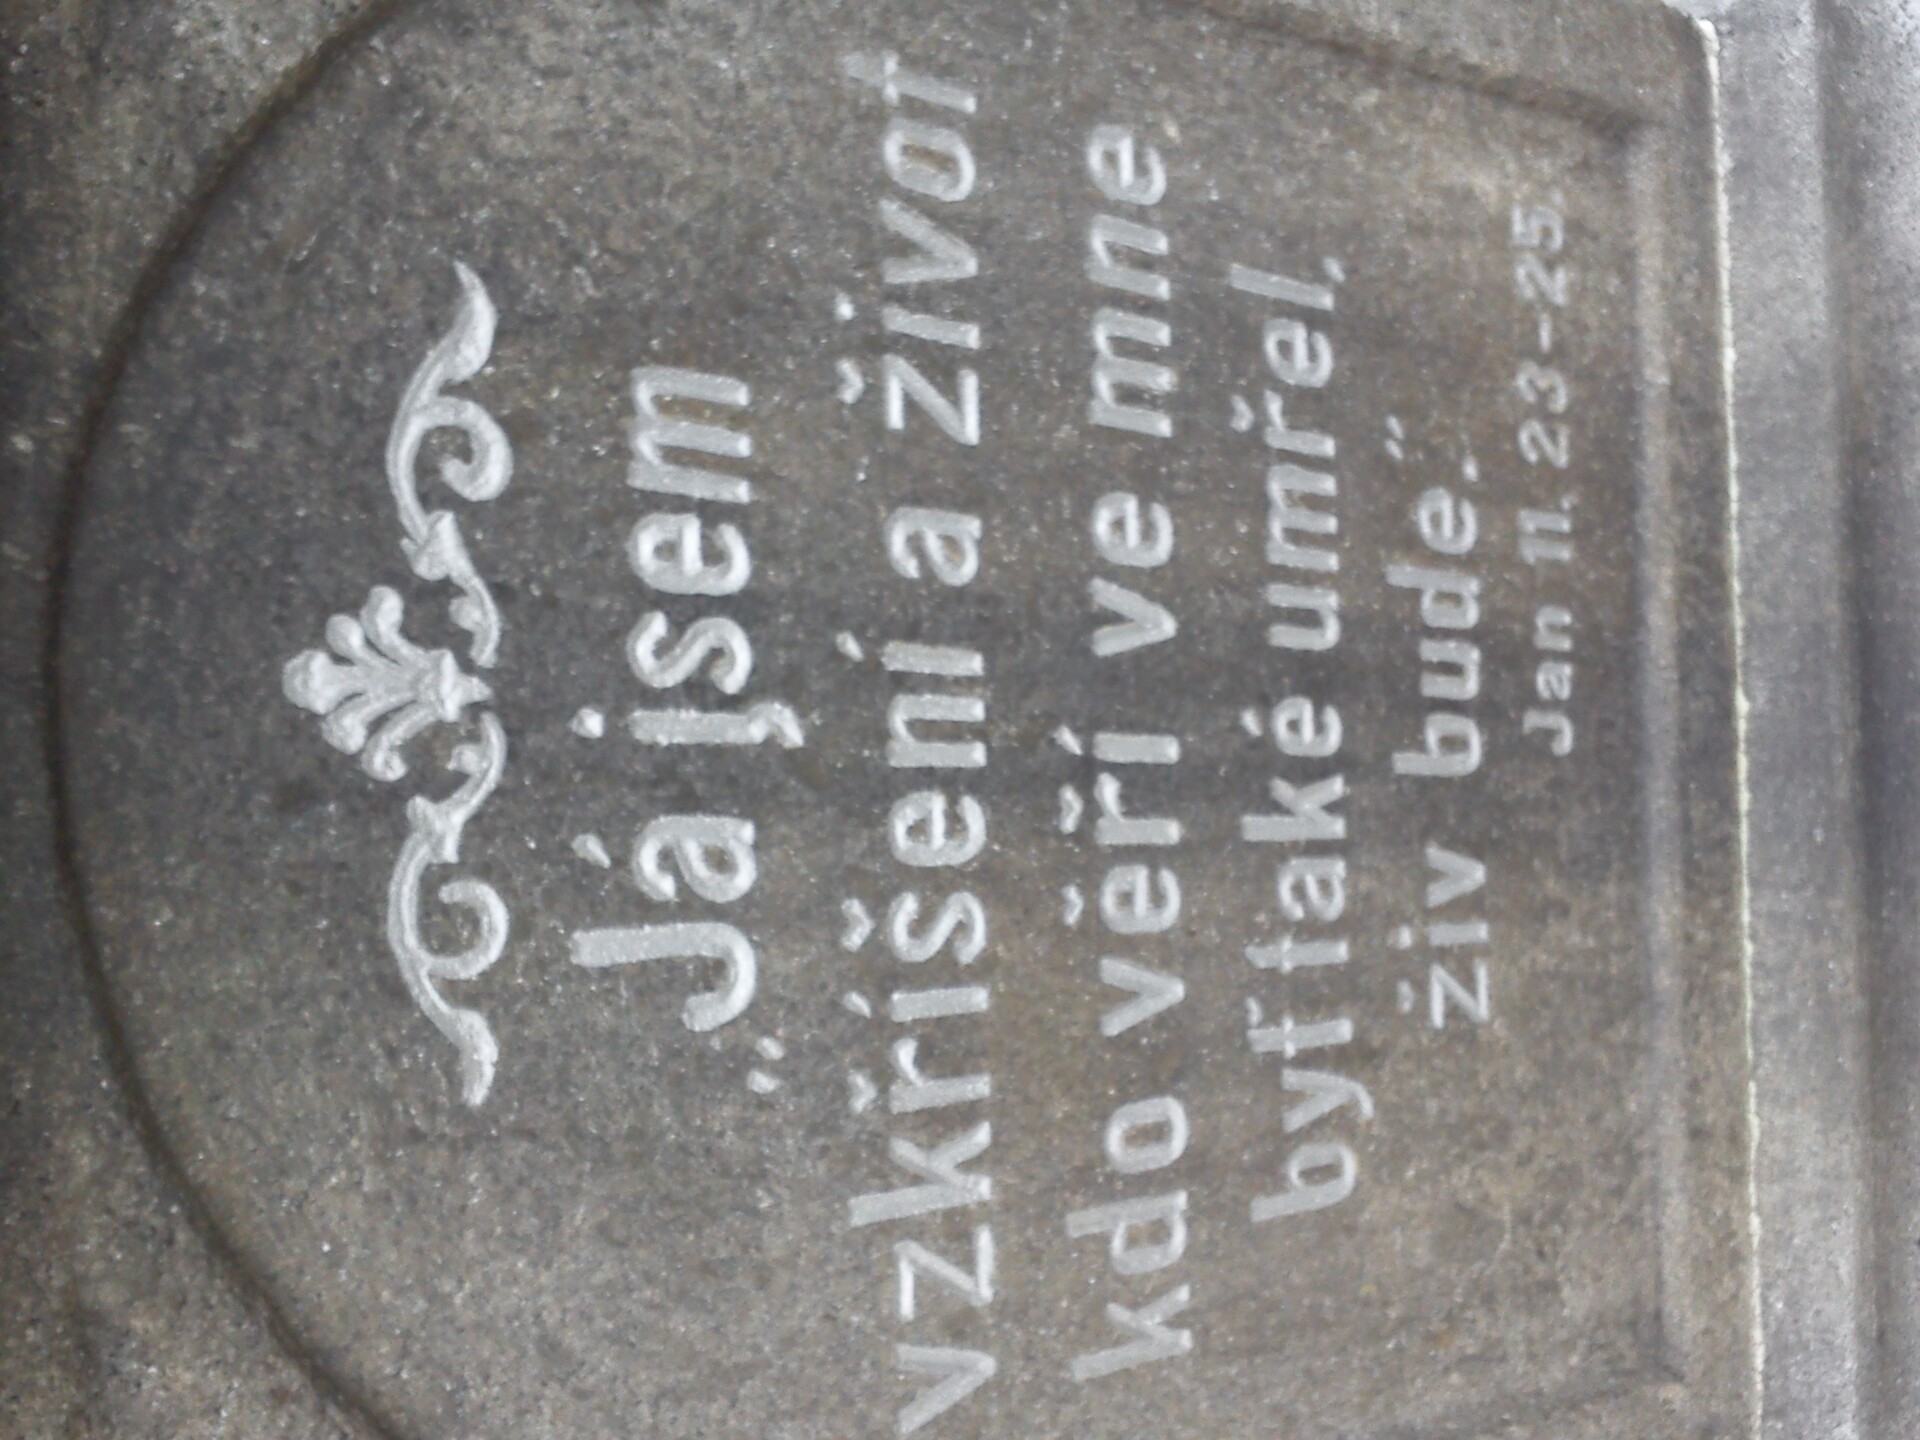 „Já jsem
vzkříšení a život
kdo věří ve mne,
byť také umřel,
živ bude.“
Jan 11. 23-25.